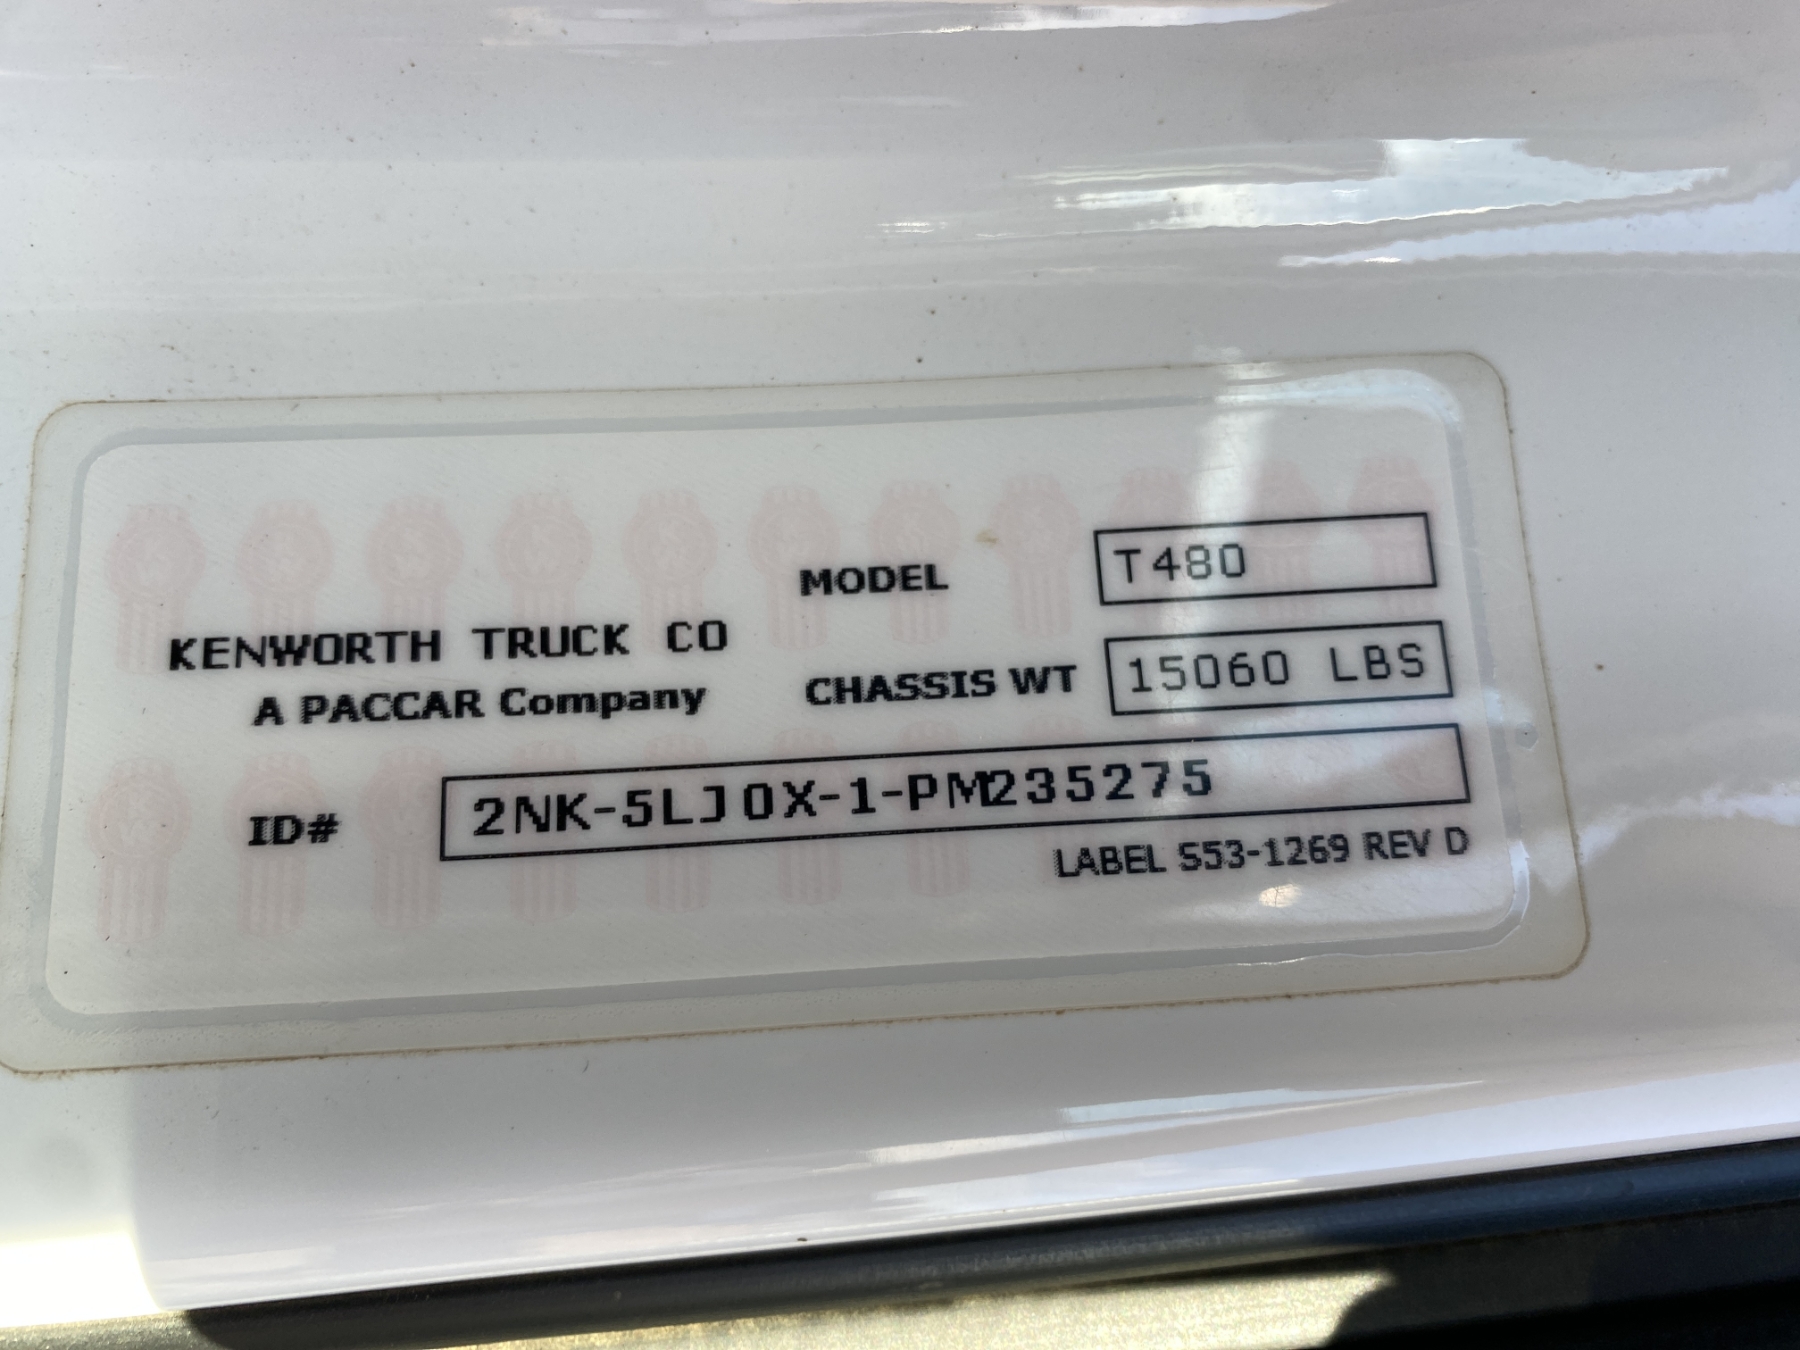 MODEL T480
KENWORTH TRUCK CO
A PACCAR Company
CHASSIS WT 15060 LBS
ID# 2NK-5LJ0X-1-PM235275
LABEL S53-1269 REV D